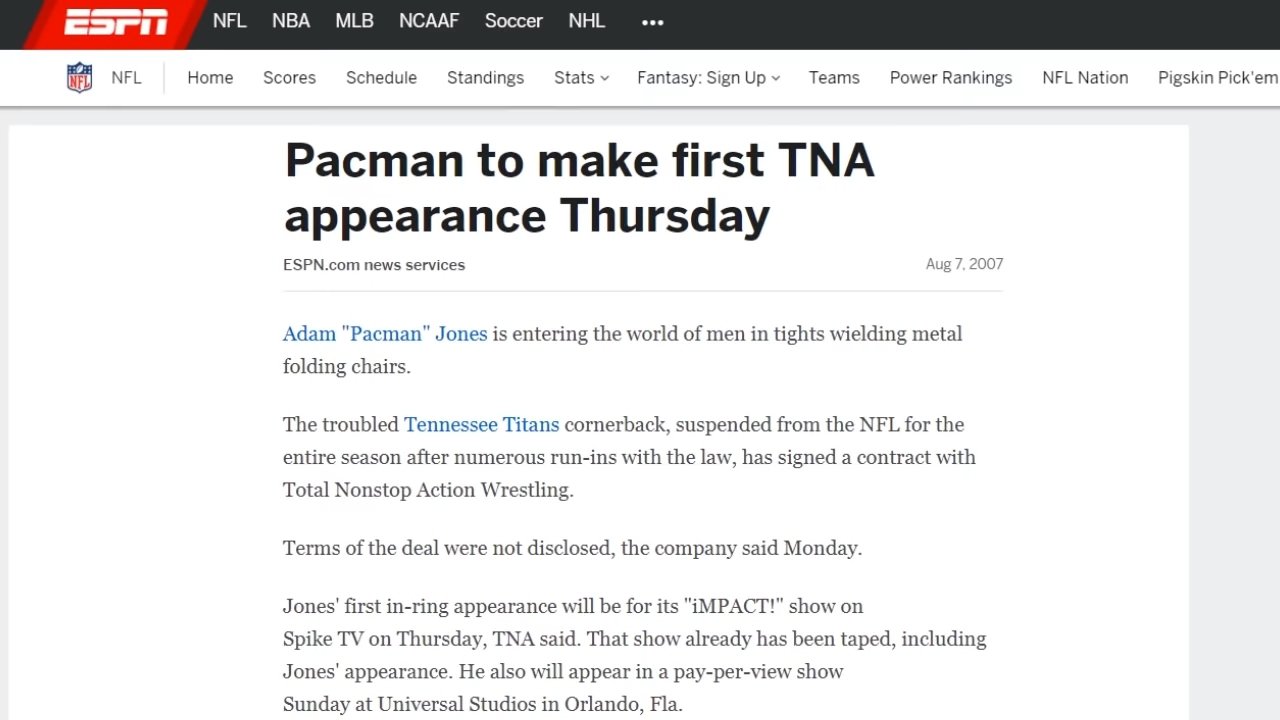 ESPN NFL NBA MLB NCAAF Soccer NHL •••
NFL NFL Home Scores Schedule Standings Stats Fantasy: Sign Up Teams Power Rankings NFL Nation Pigskin Pick'em
Pacman to make first TNA
appearance Thursday
ESPN.com news services Aug 7, 2007
Adam "Pacman" Jones is entering the world of men in tights wielding metal
folding chairs.
The troubled Tennessee Titans cornerback, suspended from the NFL for the
entire season after numerous run-ins with the law, has signed a contract with
Total Nonstop Action Wrestling.
Terms of the deal were not disclosed, the company said Monday.
Jones' first in-ring appearance will be for its "iMPACT!" show on
Spike TV on Thursday, TNA said. That show already has been taped, including
Jones' appearance. He also will appear in a pay-per-view show
Sunday at Universal Studios in Orlando, Fla.